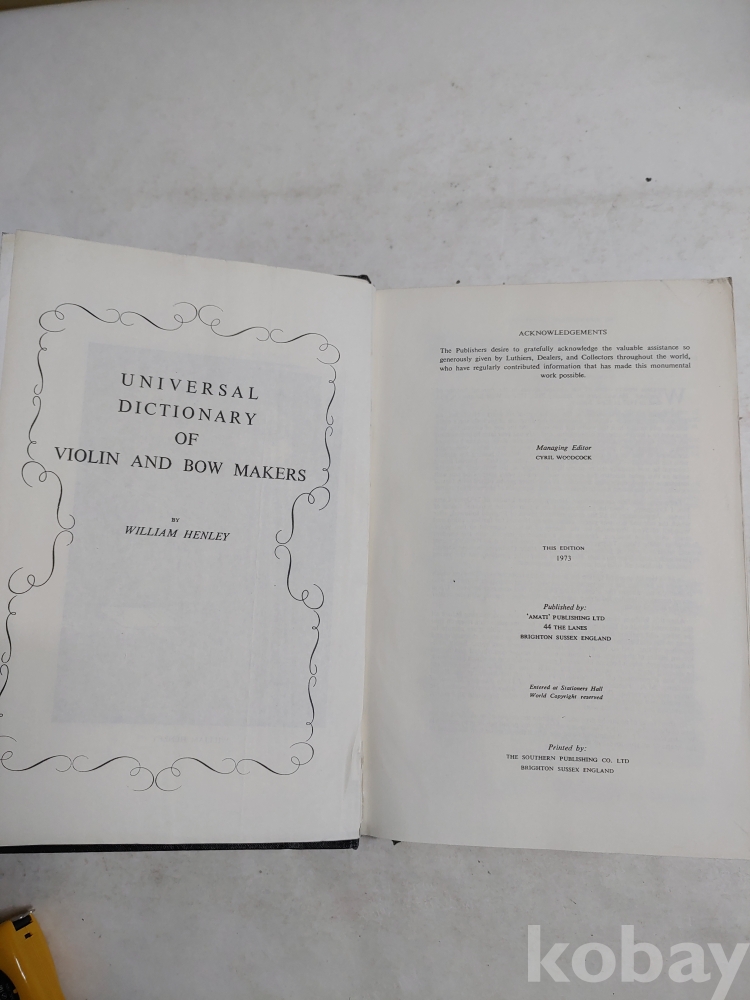 UNIVERSAL
DICTIONARY
OF
VIOLIN AND BOW MAKERS
BY
WILLIAM HENLEY
ACKNOWLEDGEMENTS
The Publishers desire to gratefully acknowledge the valuable assistance so
generously given by Luthiers, Dealers, and Collectors throughout the world,
who have regularly contributed information that has made this monumental
work possible.
Managing Editor
CYRIL WOODCOCK
THIS EDITION
1973
Published by:
'AMATI' PUBLISHING LTD
44 THE LANES
BRIGHTON SUSSEX ENGLAND
Entered at Stationers Hall
World Copyright reserved
Printed by:
THE SOUTHERN PUBLISHING CO. LTD
BRIGHTON SUSSEX ENGLAND
kobay